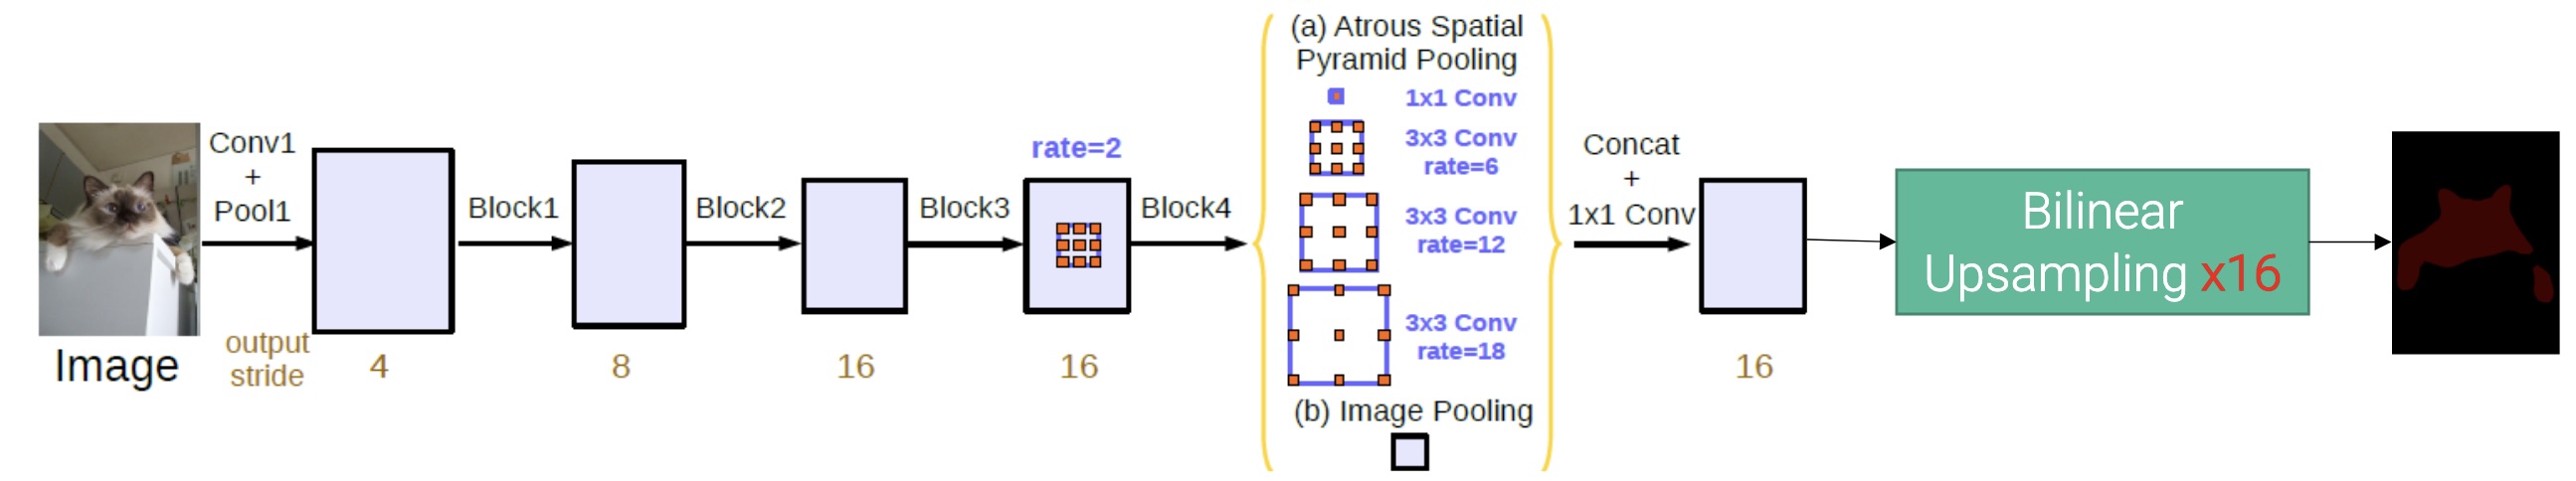 Image
Conv1
+
Pool1
output
stride
4
Block1
8
Block2
16
Block3
rate=2
16
Block4
(a) Atrous Spatial
Pyramid Pooling
1x1 Conv
3x3 Conv
rate=6
3x3 Conv
rate=12
3x3 Conv
rate=18
(b) Image Pooling
Concat
+
1x1 Conv
16
Bilinear
Upsampling x16